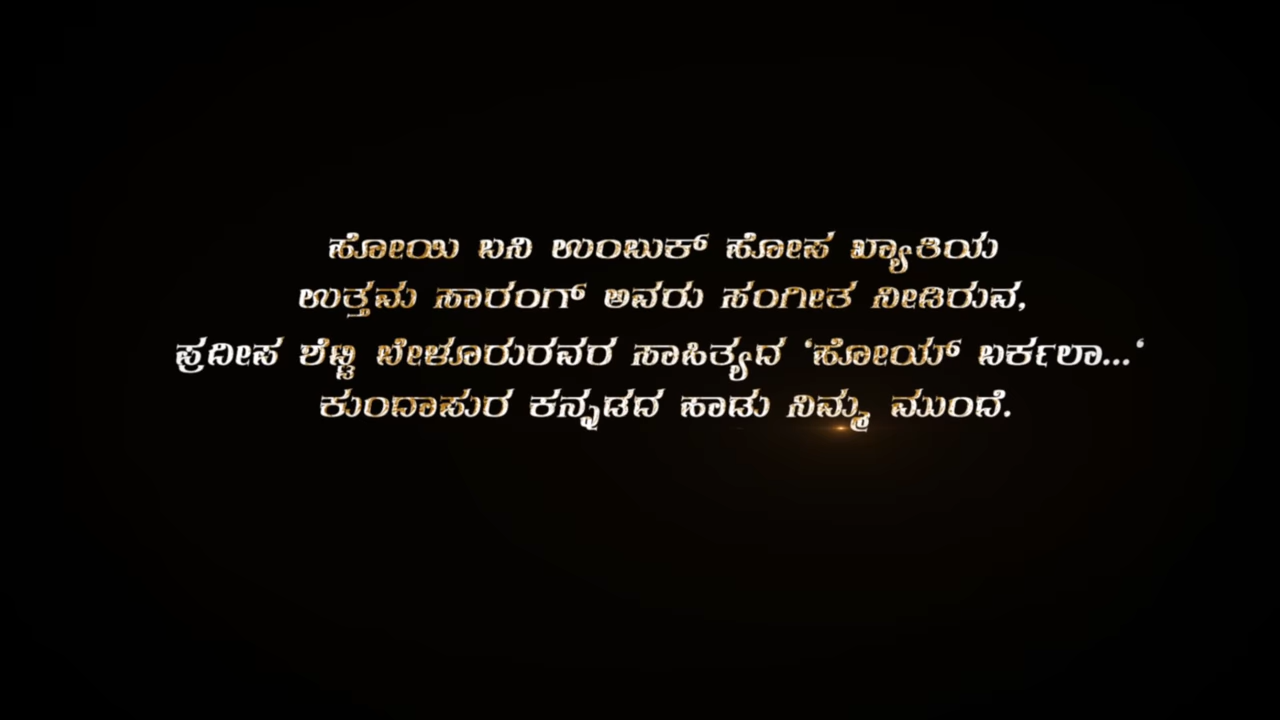 ಹೋಯಿ ಬನಿ ಉಂಬುಕ್ ಹೋಪ ಖ್ಯಾತಿಯ
ಉತ್ತಮ ಸಾರಂಗ್ ಅವರು ಸಂಗೀತ ನೀಡಿರುವ,
ಪ್ರದೀಪ ಶೆಟ್ಟಿ ಬೇಳೂರುರವರ ಸಾಹಿತ್ಯದ ‘ಹೋಯ್ ಬರ್ಕಲಾ...‘
ಕುಂದಾಪುರ ಕನ್ನಡದ ಹಾಡು ನಿಮ್ಮ ಮುಂದೆ.